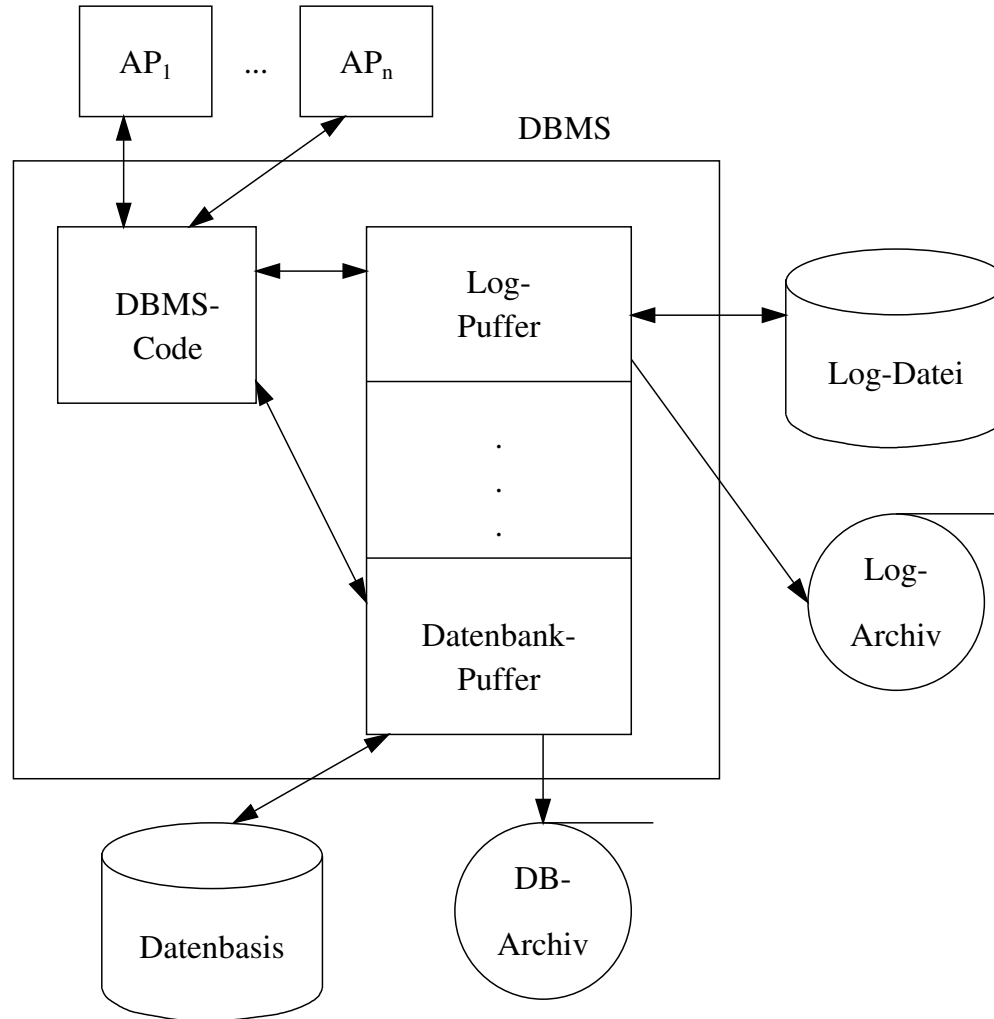 AP₁ ... APₙ
DBMS
DBMS-
Code
Log-
Puffer
.
.
.
Datenbank-
Puffer
Log-Datei
Log-
Archiv
Datenbasis
DB-
Archiv